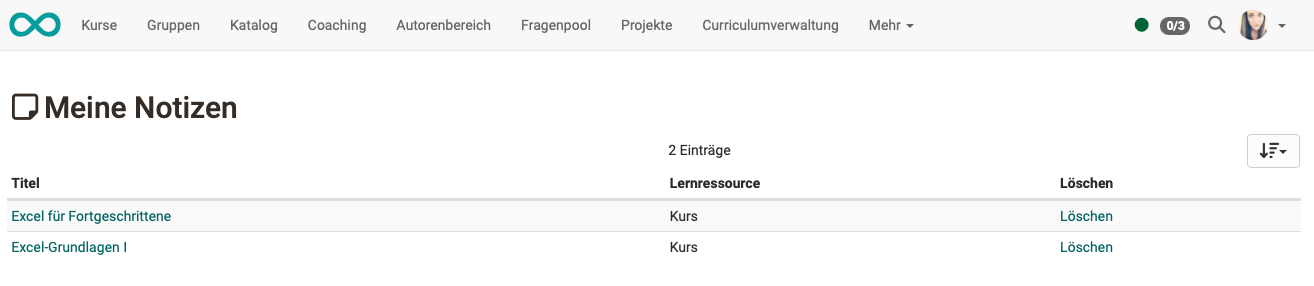 Kurse Gruppen Katalog Coaching Autorenbereich Fragenpool Projekte Curriculumverwaltung Mehr 0/3
Meine Notizen
2 Einträge
Titel Lernressource Löschen
Excel für Fortgeschrittene Kurs Löschen
Excel-Grundlagen I Kurs Löschen